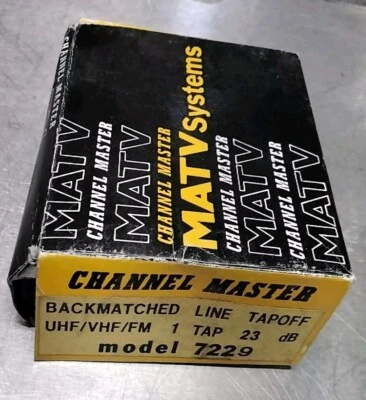 CHANNEL MASTER
MATV
CHANNEL MASTER
MATV
CHANNEL MASTER
MATV Systems
CHANNEL MASTER
MATV
CHANNEL MASTER
MATV
CHANNEL MASTER
BACKMATCHED LINE TAPOFF
UHF/VHF/FM 1 TAP 23 dB
model 7229